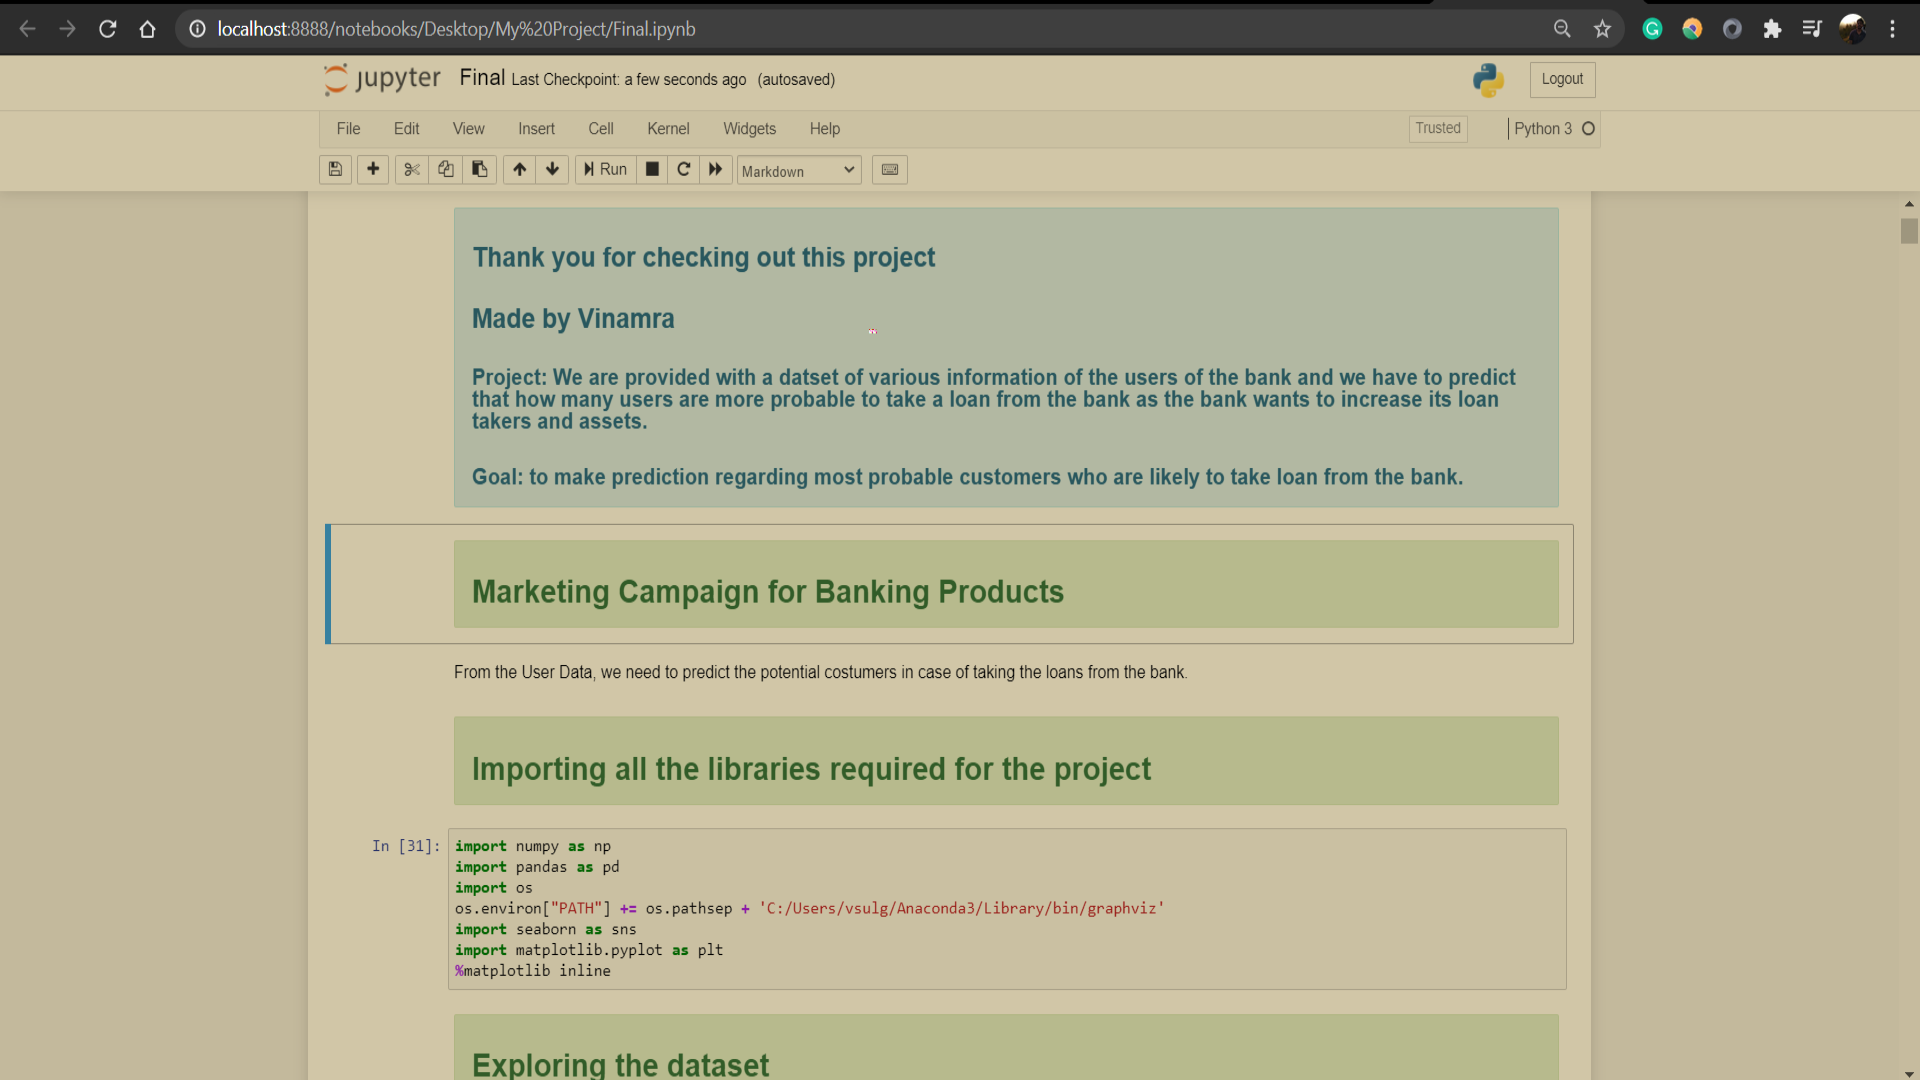 localhost:8888/notebooks/Desktop/My%20Project/Final.ipynb
jupyter Final Last Checkpoint: a few seconds ago (autosaved)
Logout
File Edit View Insert Cell Kernel Widgets Help
Trusted Python 3
Run Markdown
Thank you for checking out this project
Made by Vinamra
Project: We are provided with a datset of various information of the users of the bank and we have to predict
that how many users are more probable to take a loan from the bank as the bank wants to increase its loan
takers and assets.
Goal: to make prediction regarding most probable customers who are likely to take loan from the bank.
Marketing Campaign for Banking Products
From the User Data, we need to predict the potential costumers in case of taking the loans from the bank.
Importing all the libraries required for the project
In [31]: import numpy as np
import pandas as pd
import os
os.environ["PATH"] += os.pathsep + 'C:/Users/vsulg/Anaconda3/Library/bin/graphviz'
import seaborn as sns
import matplotlib.pyplot as plt
%matplotlib inline
Exploring the dataset